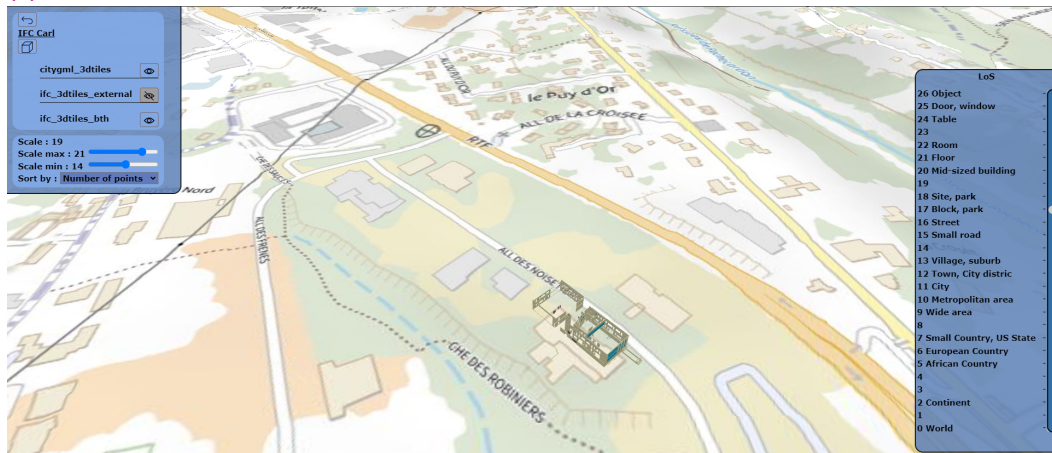 IFC Carl
citygml_3dtiles
ifc_3dtiles_external
ifc_3dtiles_bth
Scale : 19
Scale max : 21
Scale min : 14
Sort by : Number of points
Nord
le Puy d'Or
ALL DE LA CROISEE
RTE
ALL DES FRENES
ALL DES NOISET
CHE DES ROBINIERS
LoS
26 Object
25 Door, window
24 Table
23
22 Room
21 Floor
20 Mid-sized building
19
18 Site, park
17 Block, park
16 Street
15 Small road
14
13 Village, suburb
12 Town, City distric
11 City
10 Metropolitan area
9 Wide area
8
7 Small Country, US State
6 European Country
5 African Country
4
3
2 Continent
1
0 World